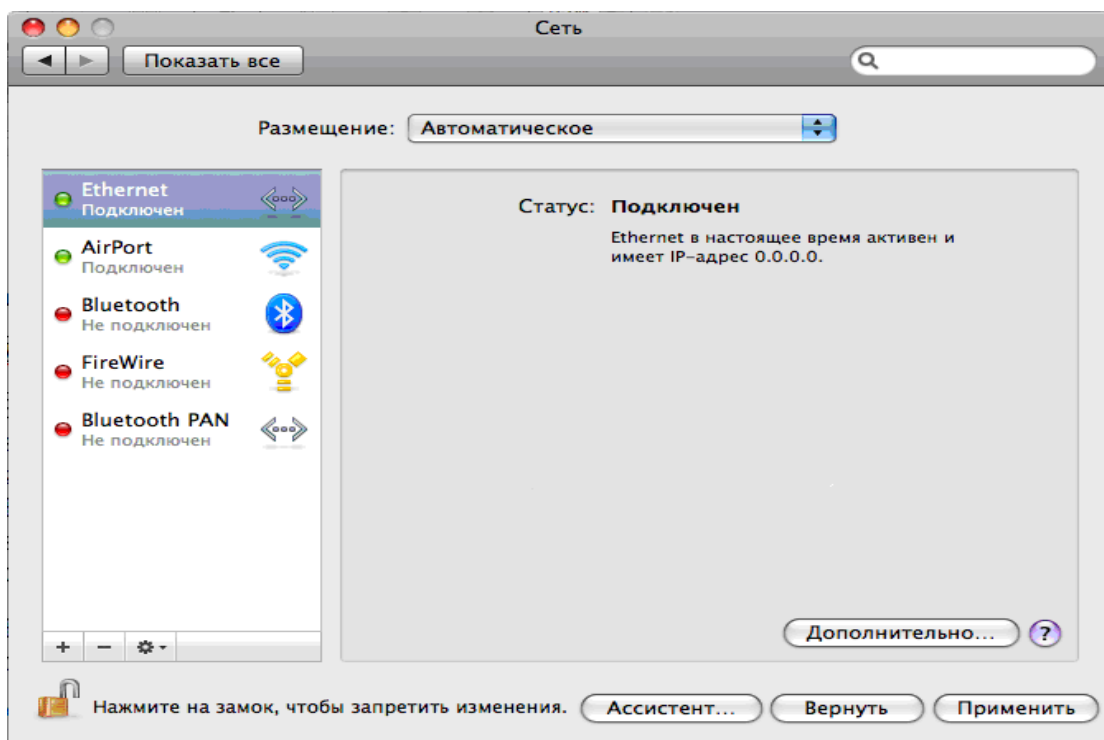 Сеть
Показать все
Размещение: Автоматическое
Ethernet
Подключен
AirPort
Подключен
Bluetooth
Не подключен
FireWire
Не подключен
Bluetooth PAN
Не подключен
Статус: Подключен
Ethernet в настоящее время активен и
имеет IP-адрес 0.0.0.0.
Дополнительно... ?
Нажмите на замок, чтобы запретить изменения. Ассистент... Вернуть Применить